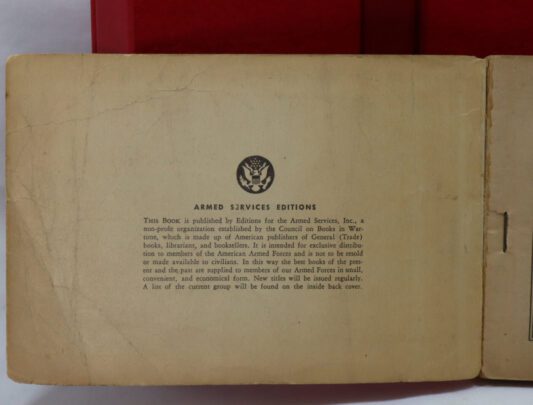 ARMED SERVICES EDITIONS
THIS BOOK is published by Editions for the Armed Services, Inc., a
non-profit organization established by the Council on Books in War-
time, which is made up of American publishers of General (Trade)
books, librarians, and booksellers. It is intended for exclusive distribu-
tion to members of the American Armed Forces and is not to be resold
or made available to civilians. In this way the best books of the pres-
ent and the past are supplied to members of our Armed Forces in small,
convenient, and economical form. New titles will be issued regularly.
A list of the current group will be found on the inside back cover.